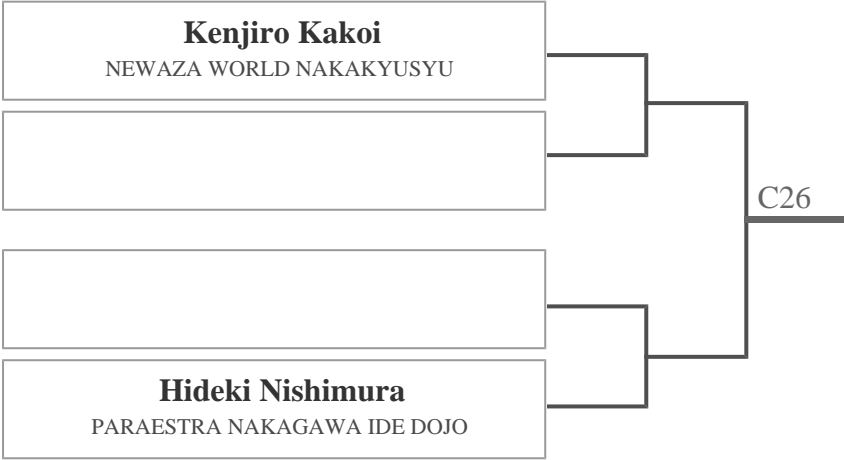 Kenjiro Kakoi
NEWAZA WORLD NAKAKYUSYU
C26
Hideki Nishimura
PARAESTRA NAKAGAWA IDE DOJO